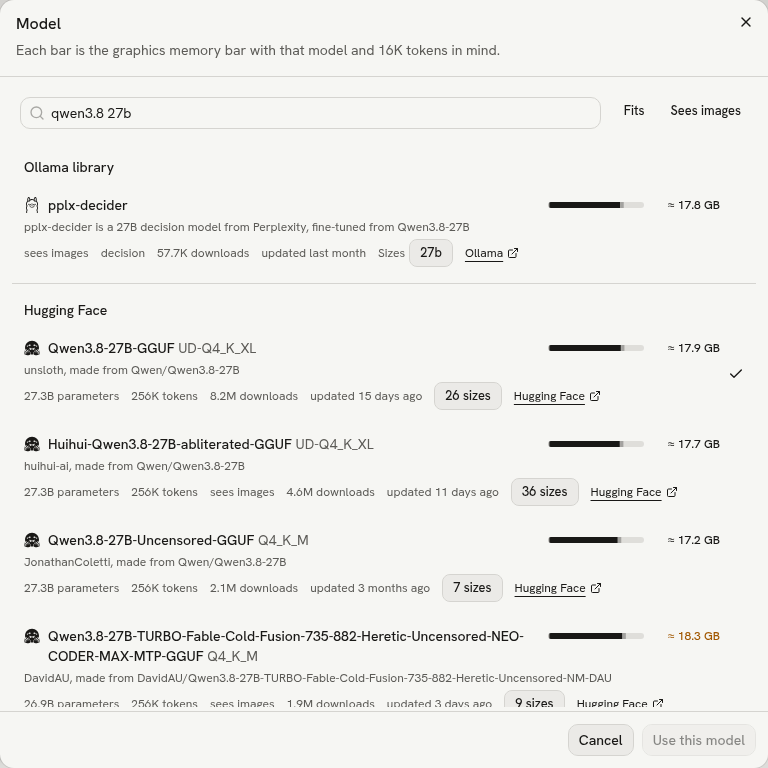 Model
Each bar is the graphics memory bar with that model and 16K tokens in mind.
qwen3.8 27b
Fits
Sees images
Ollama library
pplx-decider
≈ 17.8 GB
pplx-decider is a 27B decision model from Perplexity, fine-tuned from Qwen3.8-27B
sees images decision 57.7K downloads updated last month Sizes 27b Ollama
Hugging Face
Qwen3.8-27B-GGUF UD-Q4_K_XL
≈ 17.9 GB
unsloth, made from Qwen/Qwen3.8-27B
27.3B parameters 256K tokens 8.2M downloads updated 15 days ago 26 sizes Hugging Face
Huihui-Qwen3.8-27B-abliterated-GGUF UD-Q4_K_XL
≈ 17.7 GB
huihui-ai, made from Qwen/Qwen3.8-27B
27.3B parameters 256K tokens sees images 4.6M downloads updated 11 days ago 36 sizes Hugging Face
Qwen3.8-27B-Uncensored-GGUF Q4_K_M
≈ 17.2 GB
JonathanColetti, made from Qwen/Qwen3.8-27B
27.3B parameters 256K tokens 2.1M downloads updated 3 months ago 7 sizes Hugging Face
Qwen3.8-27B-TURBO-Fable-Cold-Fusion-735-882-Heretic-Uncensored-NEO-
CODER-MAX-MTP-GGUF Q4_K_M
≈ 18.3 GB
DavidAU, made from DavidAU/Qwen3.8-27B-TURBO-Fable-Cold-Fusion-735-882-Heretic-Uncensored-NM-DAU
26.9B parameters 256K tokens sees images 1.9M downloads updated 3 days ago 9 sizes Hugging Face
Cancel
Use this model